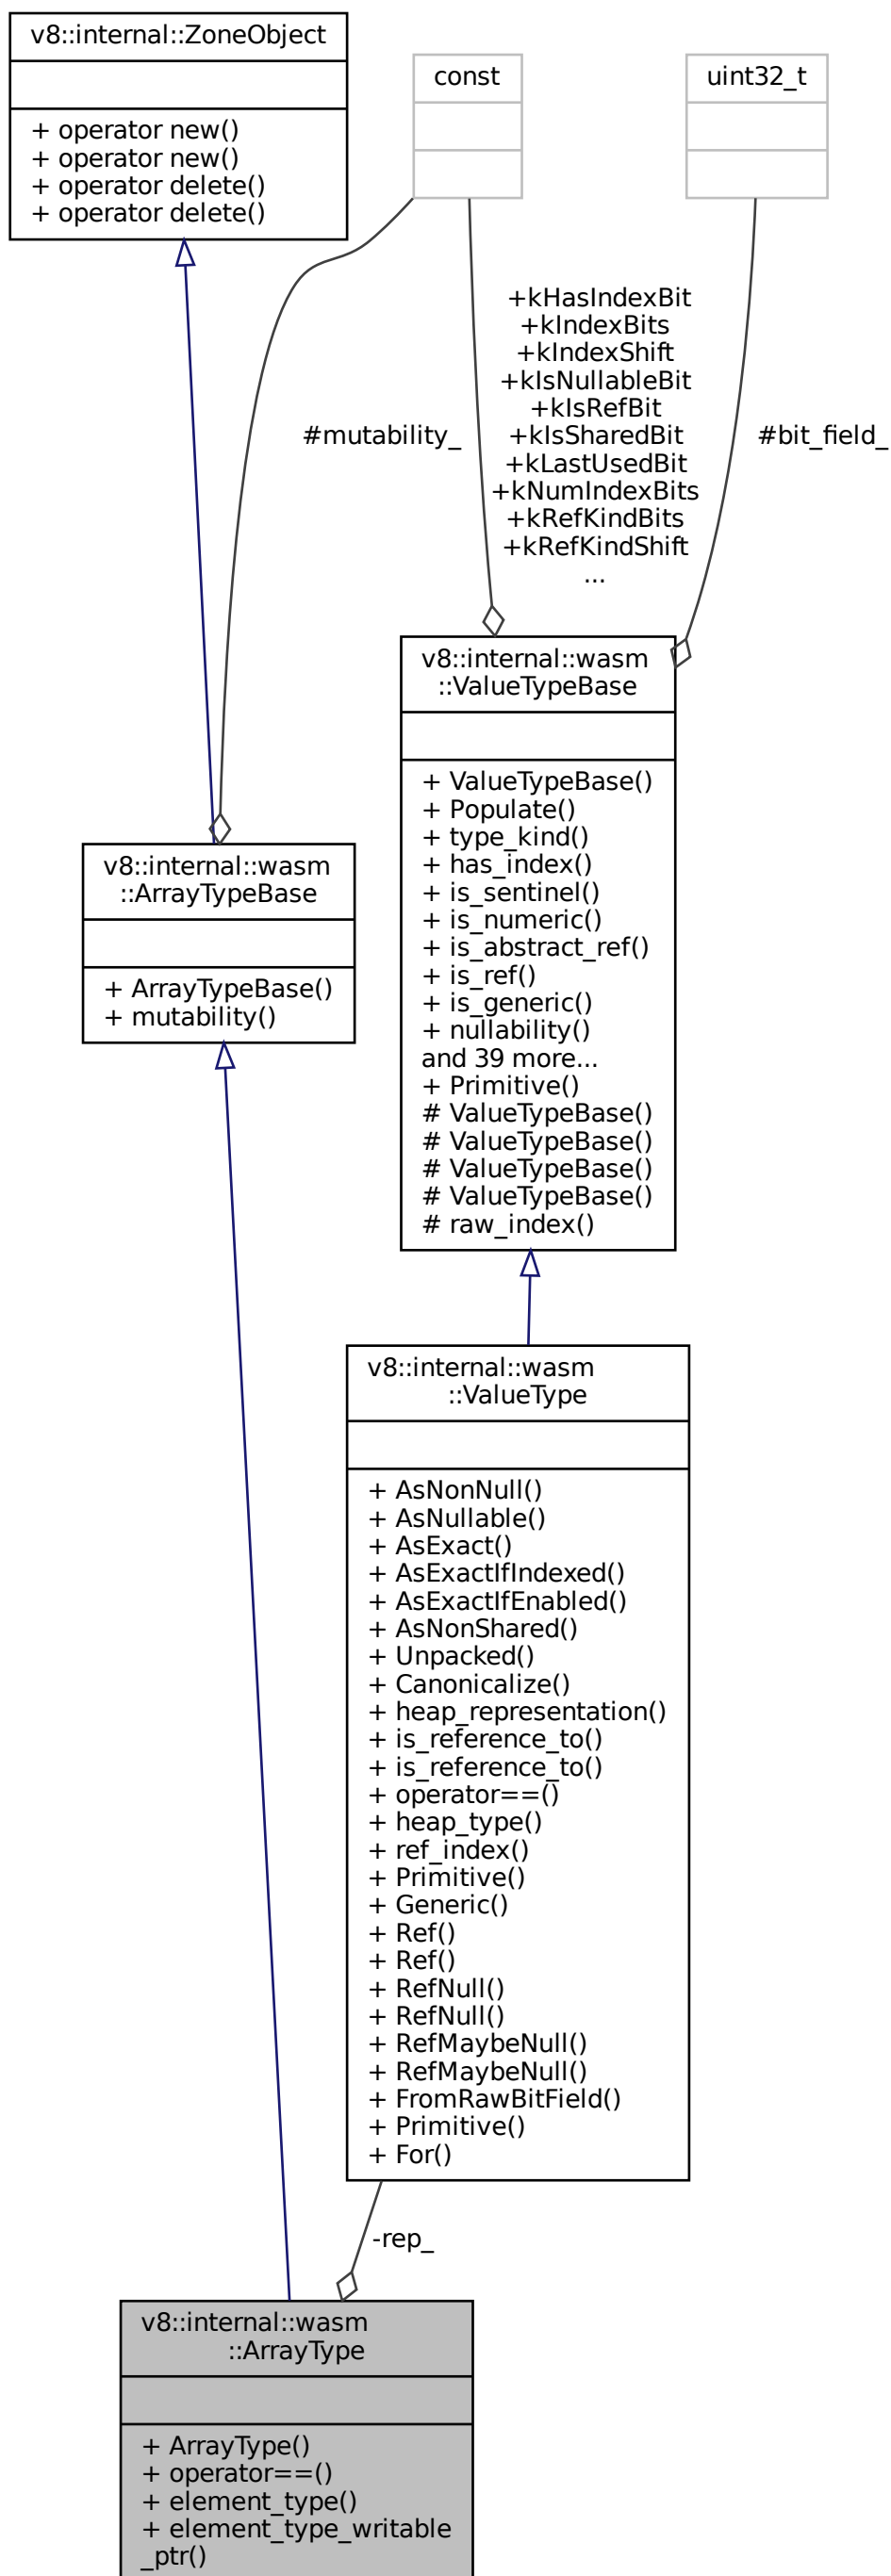 v8::internal::ZoneObject
+ operator new()
+ operator new()
+ operator delete()
+ operator delete()
const
uint32_t
+kHasIndexBit
+kIndexBits
+kIndexShift
+kIsNullableBit
+kIsRefBit
+kIsSharedBit
+kLastUsedBit
+kNumIndexBits
+kRefKindBits
+kRefKindShift
...
#mutability_
#bit_field_
v8::internal::wasm
::ValueTypeBase
+ ValueTypeBase()
+ Populate()
+ type_kind()
+ has_index()
+ is_sentinel()
+ is_numeric()
+ is_abstract_ref()
+ is_ref()
+ is_generic()
+ nullability()
and 39 more...
+ Primitive()
# ValueTypeBase()
# ValueTypeBase()
# ValueTypeBase()
# ValueTypeBase()
# raw_index()
v8::internal::wasm
::ArrayTypeBase
+ ArrayTypeBase()
+ mutability()
v8::internal::wasm
::ValueType
+ AsNonNull()
+ AsNullable()
+ AsExact()
+ AsExactIfIndexed()
+ AsExactIfEnabled()
+ AsNonShared()
+ Unpacked()
+ Canonicalize()
+ heap_representation()
+ is_reference_to()
+ is_reference_to()
+ operator==()
+ heap_type()
+ ref_index()
+ Primitive()
+ Generic()
+ Ref()
+ Ref()
+ RefNull()
+ RefNull()
+ RefMaybeNull()
+ RefMaybeNull()
+ FromRawBitField()
+ Primitive()
+ For()
-rep_
v8::internal::wasm
::ArrayType
+ ArrayType()
+ operator==()
+ element_type()
+ element_type_writable
_ptr()